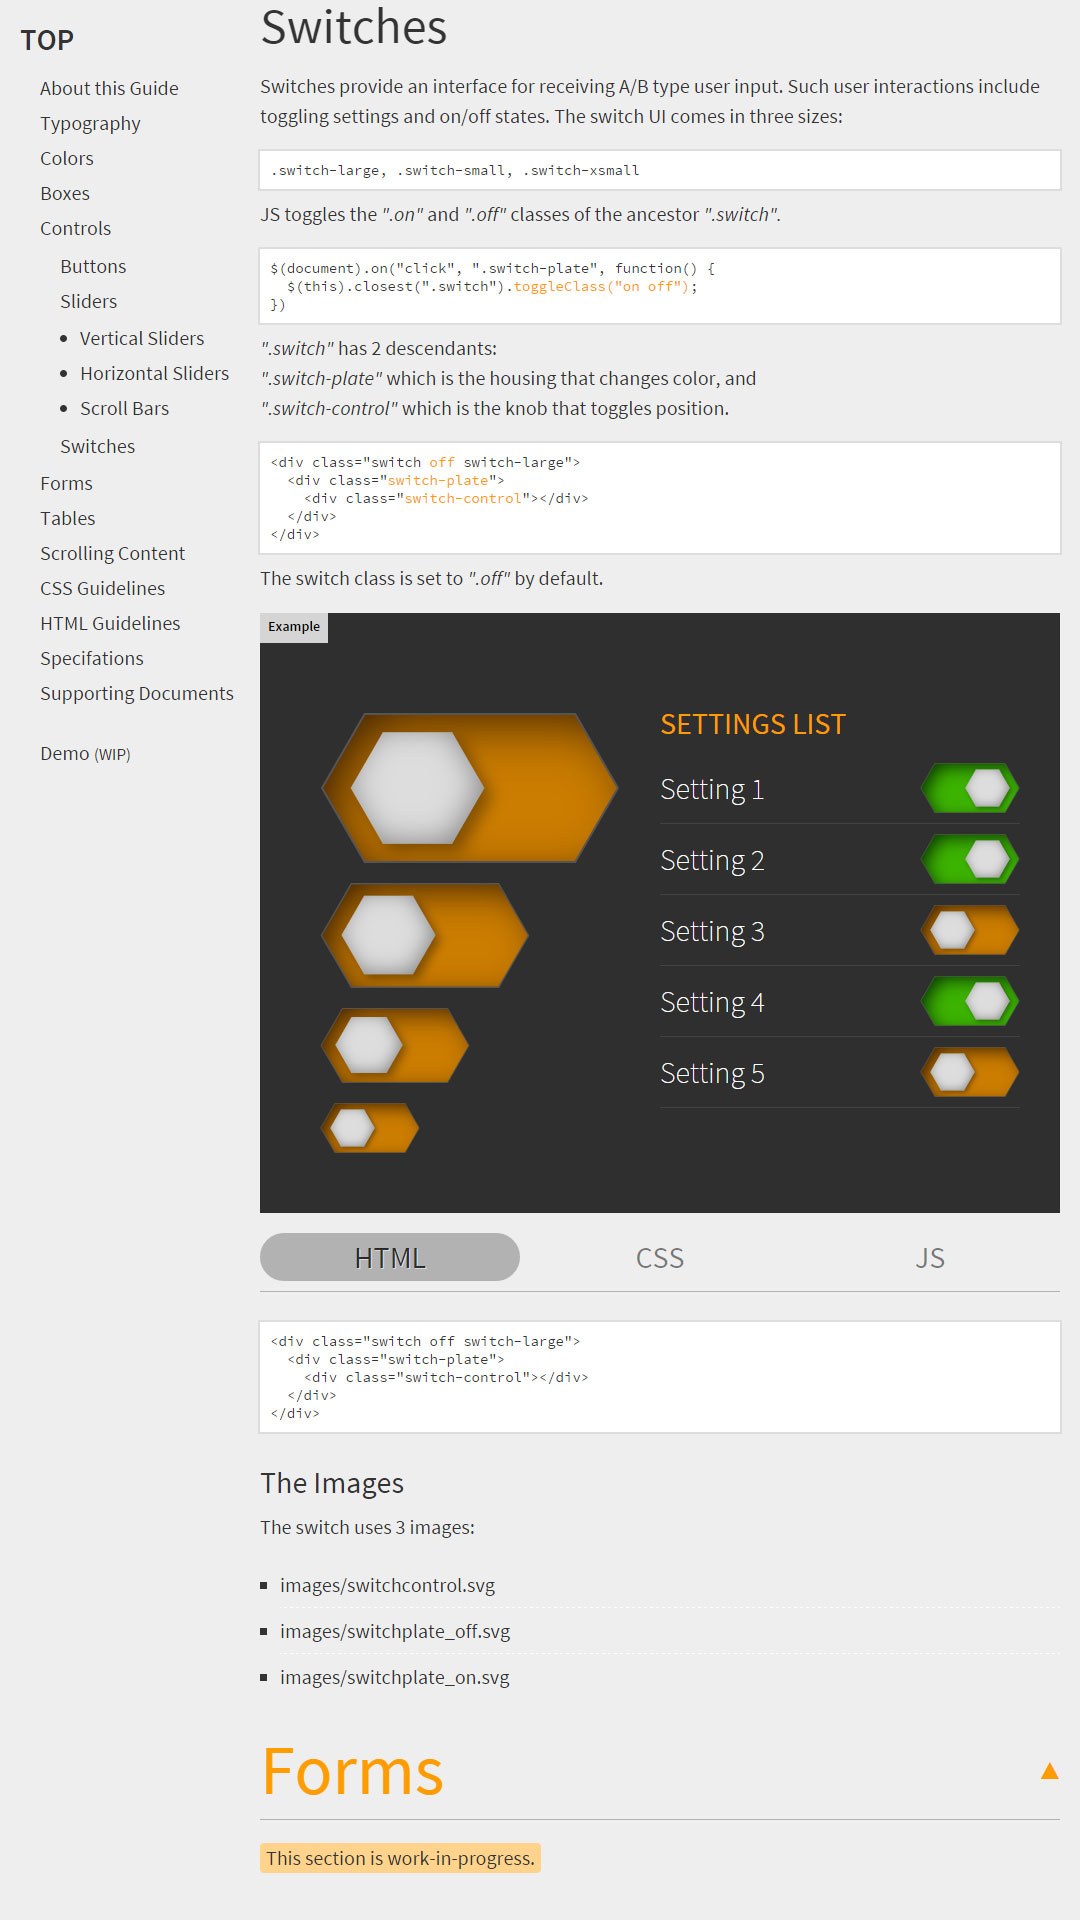 TOP
About this Guide
Typography
Colors
Boxes
Controls
Buttons
Sliders
Vertical Sliders
Horizontal Sliders
Scroll Bars
Switches
Forms
Tables
Scrolling Content
CSS Guidelines
HTML Guidelines
Specifations
Supporting Documents
Demo (WIP)
Switches
Switches provide an interface for receiving A/B type user input. Such user interactions include
toggling settings and on/off states. The switch UI comes in three sizes:
.switch-large, .switch-small, .switch-xsmall
JS toggles the ".on" and ".off" classes of the ancestor ".switch".
$(document).on("click", ".switch-plate", function() {
  $(this).closest(".switch").toggleClass("on off");
})
".switch" has 2 descendants:
".switch-plate" which is the housing that changes color, and
".switch-control" which is the knob that toggles position.
<div class="switch off switch-large">
  <div class="switch-plate">
    <div class="switch-control"></div>
  </div>
</div>
The switch class is set to ".off" by default.
Example
SETTINGS LIST
Setting 1
Setting 2
Setting 3
Setting 4
Setting 5
HTML CSS JS
<div class="switch off switch-large">
  <div class="switch-plate">
    <div class="switch-control"></div>
  </div>
</div>
The Images
The switch uses 3 images:
images/switchcontrol.svg
images/switchplate_off.svg
images/switchplate_on.svg
Forms
This section is work-in-progress.